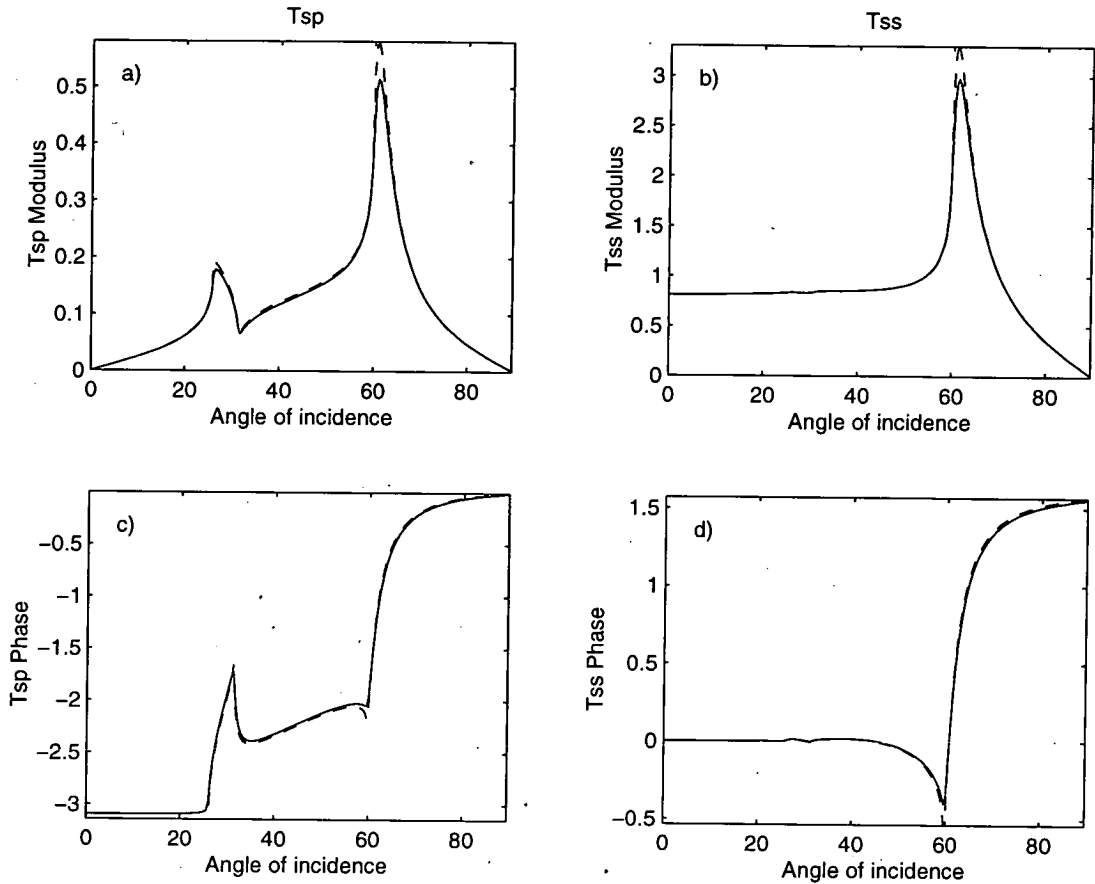 Tsp
Tss
a)
0.5
0.4
0.3
0.2
0.1
0
Tsp Modulus
0 20 40 60 80
Angle of incidence
b)
3
2.5
2
1.5
1
0.5
0
Tss Modulus
0 20 40 60 80
Angle of incidence
c)
−0.5
−1
−1.5
−2
−2.5
−3
Tsp Phase
0 20 40 60 80
Angle of incidence
d)
1.5
1
0.5
0
−0.5
Tss Phase
0 20 40 60 80
Angle of incidence